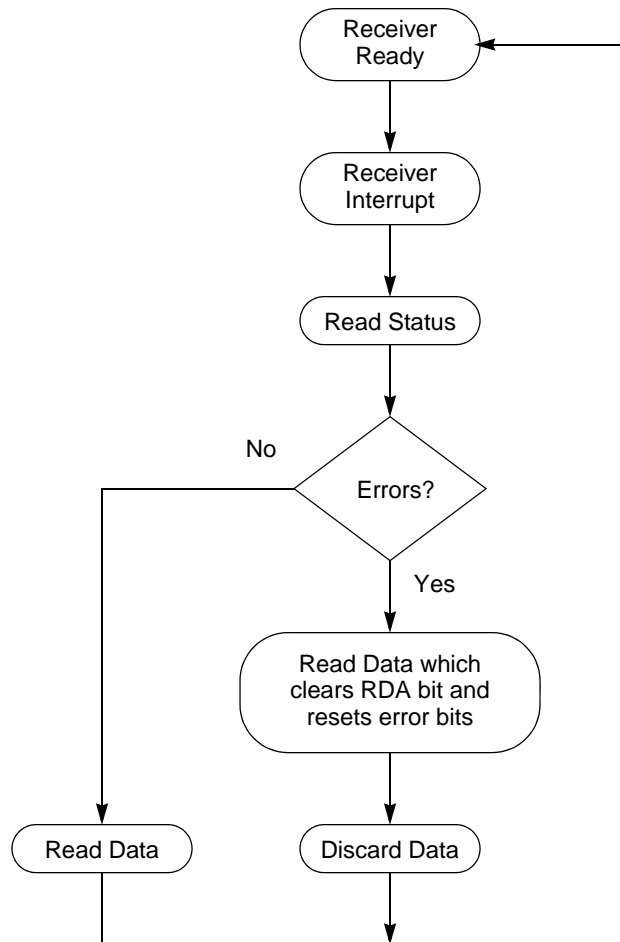 Receiver
Ready
Receiver
Interrupt
Read Status
No
Errors?
Yes
Read Data which
clears RDA bit and
resets error bits
Read Data
Discard Data